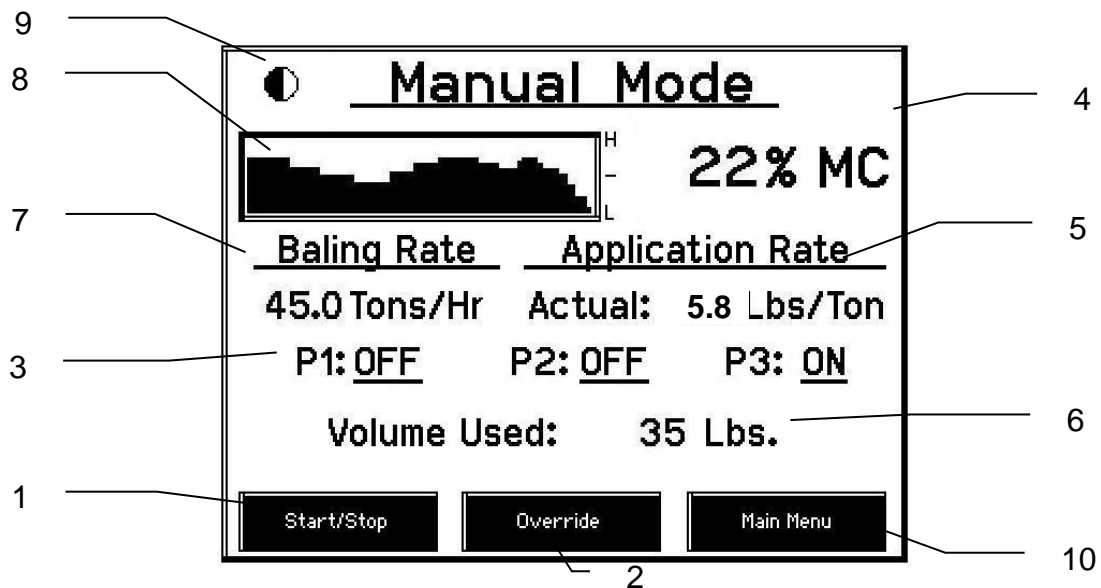 9
Manual Mode
8
4
H
22% MC
–
L
7
5
Baling Rate Application Rate
45.0 Tons/Hr Actual: 5.8 Lbs/Ton
3
P1: OFF P2: OFF P3: ON
6
Volume Used: 35 Lbs.
1
Start/Stop Override Main Menu
10
2